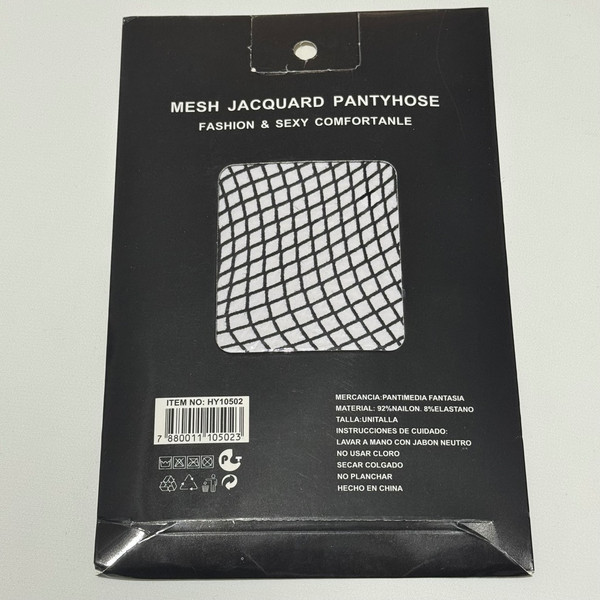 MESH JACQUARD PANTYHOSE
FASHION & SEXY COMFORTANLE
ITEM NO: HY10502
7 880011 105023
PCT
MERCANCIA:PANTIMEDIA FANTASIA
MATERIAL: 92%NAILON. 8%ELASTANO
TALLA:UNITALLA
INSTRUCCIONES DE CUIDADO:
LAVAR A MANO CON JABON NEUTRO
NO USAR CLORO
SECAR COLGADO
NO PLANCHAR
HECHO EN CHINA